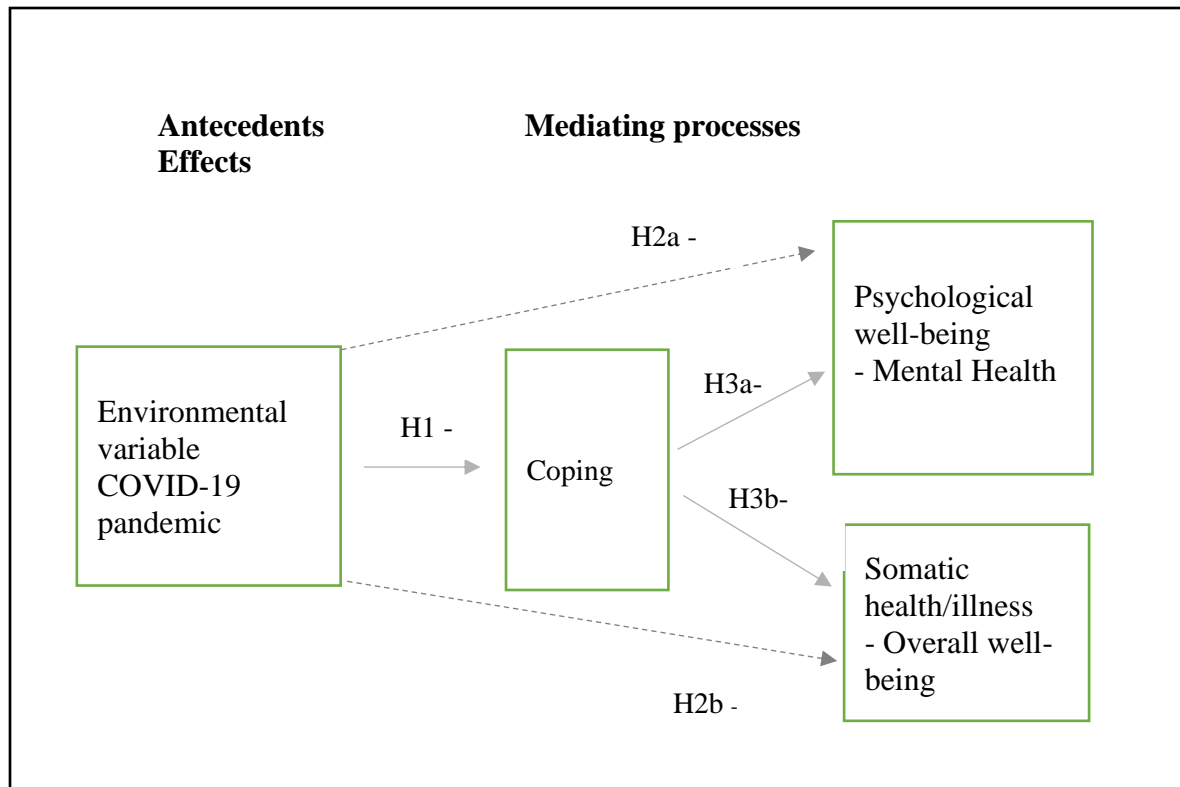 Antecedents
Effects
Mediating processes
H2a -
Psychological
well-being
- Mental Health
H3a-
Environmental
variable
COVID-19
pandemic
H1 -
Coping
H3b-
Somatic
health/illness
- Overall well-
being
H2b -